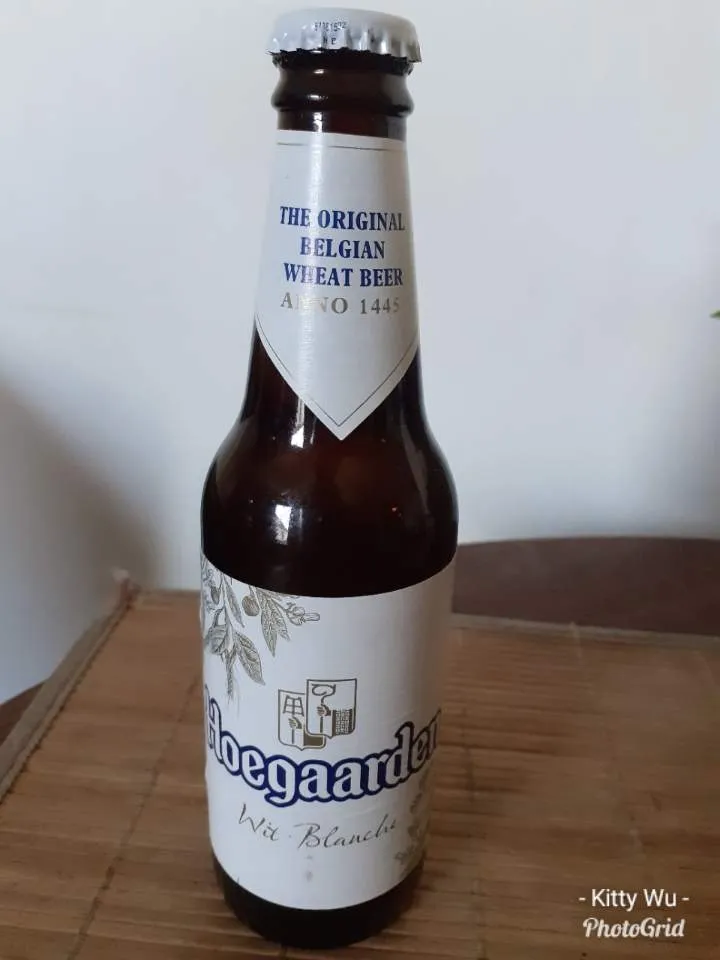 THE ORIGINAL
BELGIAN
WHEAT BEER
ANNO 1445
Hoegaarden
Wit · Blanche
- Kitty Wu -
PhotoGrid